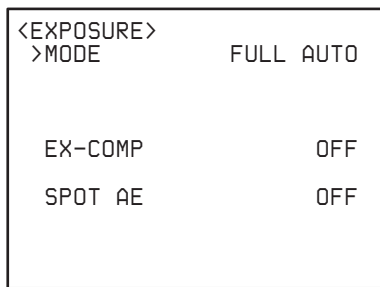 <EXPOSURE>
>MODE FULL AUTO
EX-COMP OFF
SPOT AE OFF